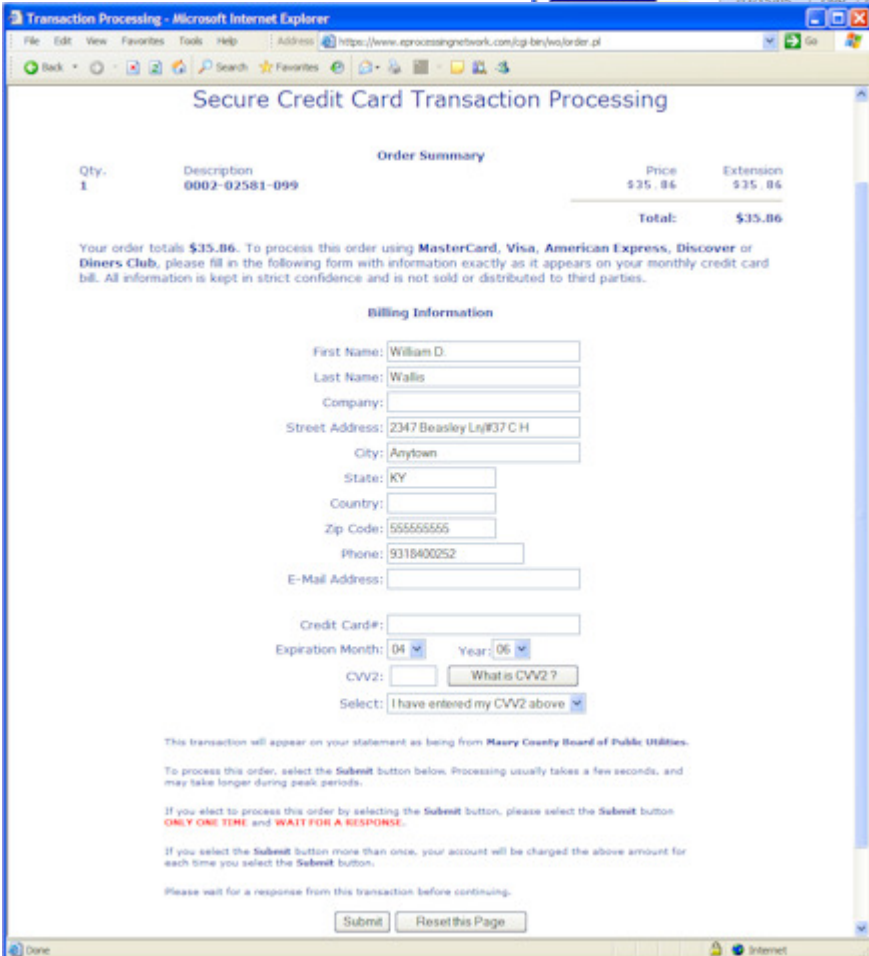 Transaction Processing - Microsoft Internet Explorer
File Edit View Favorites Tools Help Address https://www.eprocessingnetwork.com/cgi-bin/wo/order.pl Go
Back Search Favorites
Secure Credit Card Transaction Processing
Order Summary
Qty. Description Price Extension
1 0002-02581-099 $35.86 $35.86
Total: $35.86
Your order totals $35.86. To process this order using MasterCard, Visa, American Express, Discover or
Diners Club, please fill in the following form with information exactly as it appears on your monthly credit card
bill. All information is kept in strict confidence and is not sold or distributed to third parties.
Billing Information
First Name: William D.
Last Name: Wallis
Company:
Street Address: 2347 Beasley Ln/#37 C H
City: Anytown
State: KY
Country:
Zip Code: 555555555
Phone: 9318400252
E-Mail Address:
Credit Card#:
Expiration Month: 04 Year: 06
CVV2: What is CVV2 ?
Select: I have entered my CVV2 above
This transaction will appear on your statement as being from Maury County Board of Public Utilities.
To process this order, select the Submit button below. Processing usually takes a few seconds, and
may take longer during peak periods.
If you elect to process this order by selecting the Submit button, please select the Submit button
ONLY ONE TIME and WAIT FOR A RESPONSE.
If you select the Submit button more than once, your account will be charged the above amount for
each time you select the Submit button.
Please wait for a response from this transaction before continuing.
Submit Reset this Page
Done Internet